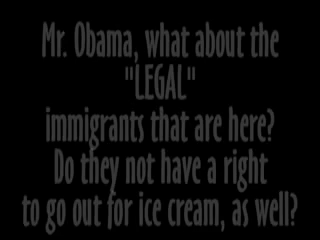 Mr. Obama, what about the
"LEGAL"
immigrants that are here?
Do they not have a right
to go out for ice cream, as well?